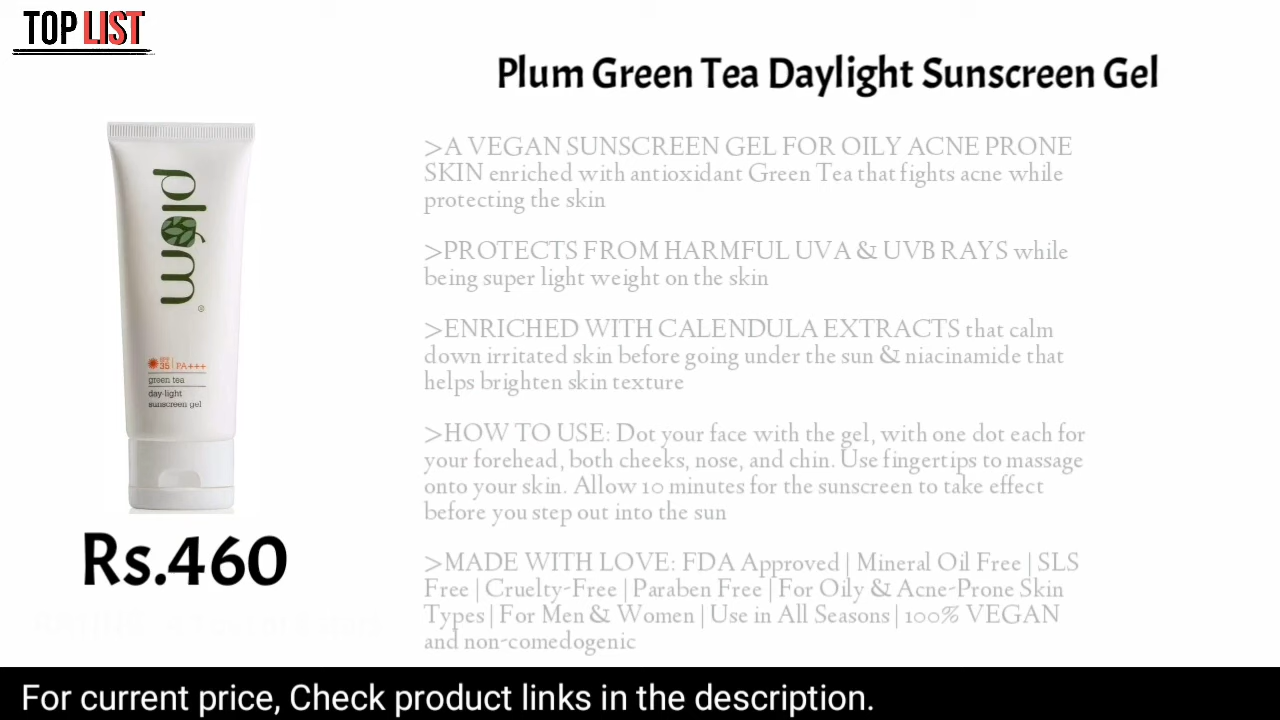 TOP LIST
Plum Green Tea Daylight Sunscreen Gel
>A VEGAN SUNSCREEN GEL FOR OILY ACNE PRONE
SKIN enriched with antioxidant Green Tea that fights acne while
protecting the skin
>PROTECTS FROM HARMFUL UVA & UVB RAYS while
being super light weight on the skin
>ENRICHED WITH CALENDULA EXTRACTS that calm
down irritated skin before going under the sun & niacinamide that
helps brighten skin texture
>HOW TO USE: Dot your face with the gel, with one dot each for
your forehead, both cheeks, nose, and chin. Use fingertips to massage
onto your skin. Allow 10 minutes for the sunscreen to take effect
before you step out into the sun
>MADE WITH LOVE: FDA Approved | Mineral Oil Free | SLS
Free | Cruelty-Free | Paraben Free | For Oily & Acne-Prone Skin
Types | For Men & Women | Use in All Seasons | 100% VEGAN
and non-comedogenic
plum
SPF 35 | PA+++
green tea
day-light
sunscreen gel
Rs.460
For current price, Check product links in the description.